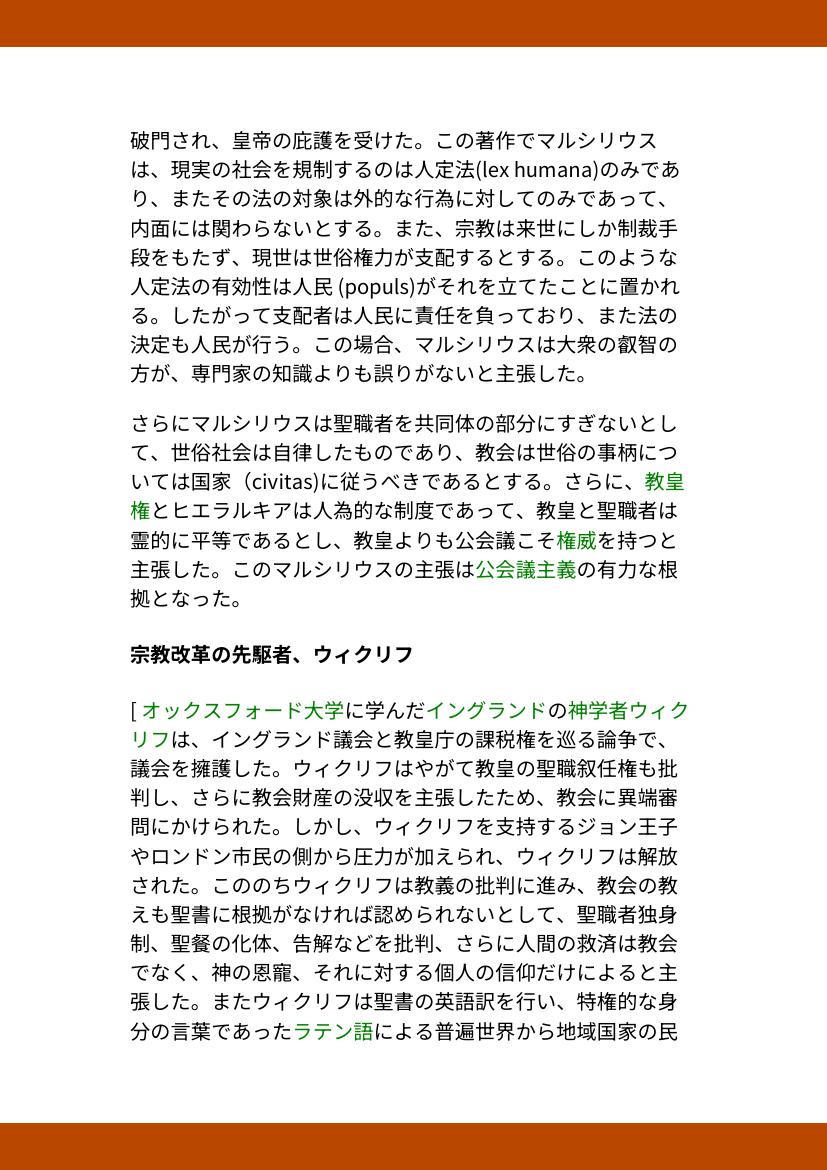 破門され、皇帝の庇護を受けた。この著作でマルシリウス
は、現実の社会を規制するのは人定法(lex humana)のみであ
り、またその法の対象は外的な行為に対してのみであって、
内面には関わらないとする。また、宗教は来世にしか制裁手
段をもたず、現世は世俗権力が支配するとする。このような
人定法の有効性は人民 (populs)がそれを立てたことに置かれ
る。したがって支配者は人民に責任を負っており、また法の
決定も人民が行う。この場合、マルシリウスは大衆の叡智の
方が、専門家の知識よりも誤りがないと主張した。
さらにマルシリウスは聖職者を共同体の部分にすぎないとし
て、世俗社会は自律したものであり、教会は世俗の事柄につ
いては国家（civitas)に従うべきであるとする。さらに、教皇
権とヒエラルキアは人為的な制度であって、教皇と聖職者は
霊的に平等であるとし、教皇よりも公会議こそ権威を持つと
主張した。このマルシリウスの主張は公会議主義の有力な根
拠となった。
宗教改革の先駆者、ウィクリフ
[ オックスフォード大学に学んだイングランドの神学者ウィク
リフは、イングランド議会と教皇庁の課税権を巡る論争で、
議会を擁護した。ウィクリフはやがて教皇の聖職叙任権も批
判し、さらに教会財産の没収を主張したため、教会に異端審
問にかけられた。しかし、ウィクリフを支持するジョン王子
やロンドン市民の側から圧力が加えられ、ウィクリフは解放
された。こののちウィクリフは教義の批判に進み、教会の教
えも聖書に根拠がなければ認められないとして、聖職者独身
制、聖餐の化体、告解などを批判、さらに人間の救済は教会
でなく、神の恩寵、それに対する個人の信仰だけによると主
張した。またウィクリフは聖書の英語訳を行い、特権的な身
分の言葉であったラテン語による普遍世界から地域国家の民